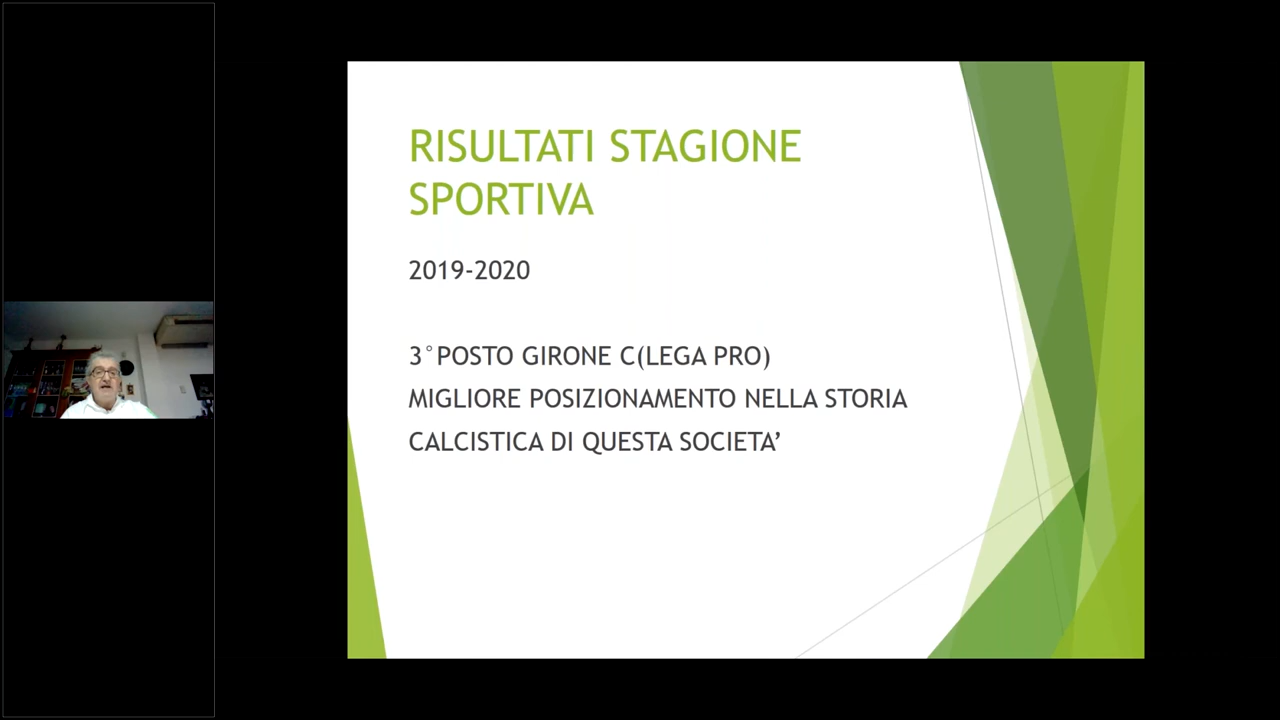 RISULTATI STAGIONE
SPORTIVA
2019-2020
3°POSTO GIRONE C(LEGA PRO)
MIGLIORE POSIZIONAMENTO NELLA STORIA
CALCISTICA DI QUESTA SOCIETA’